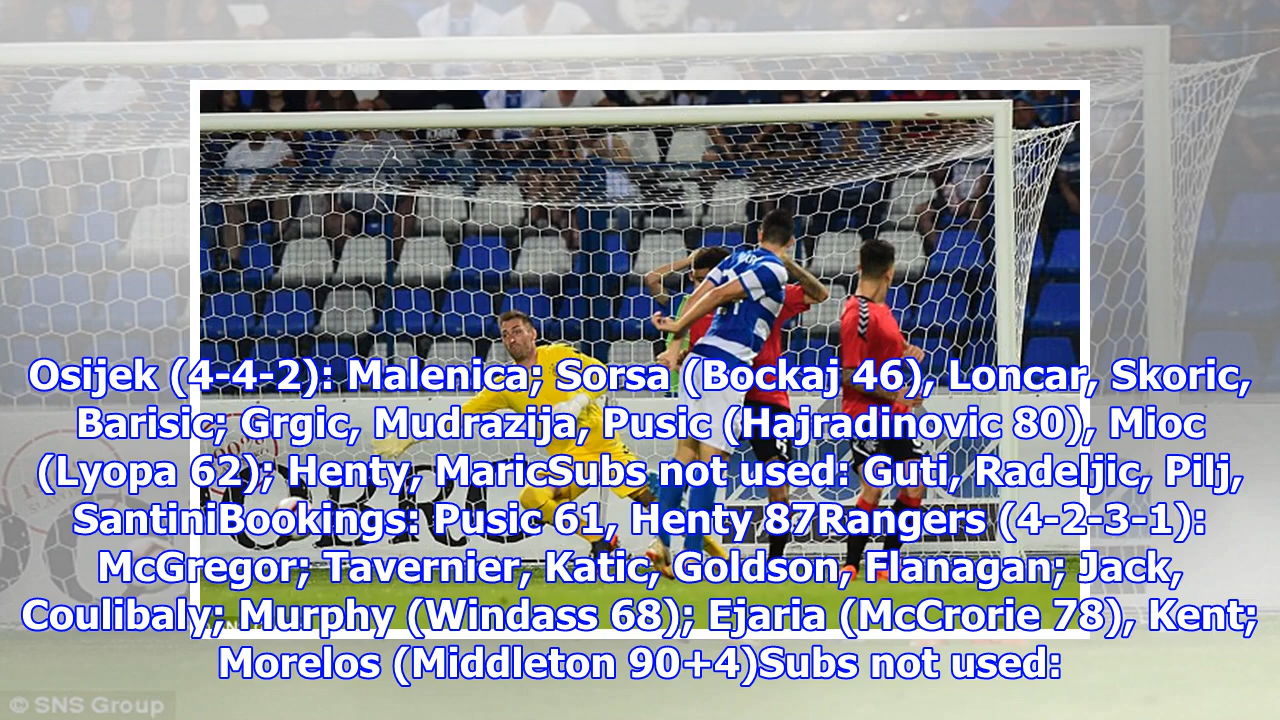 Osijek (4-4-2): Malenica; Sorsa (Bockaj 46), Loncar, Skoric,
Barisic; Grgic, Mudrazija, Pusic (Hajradinovic 80), Mioc
(Lyopa 62); Henty, MaricSubs not used: Guti, Radeljic, Pilj,
SantiniBookings: Pusic 61, Henty 87Rangers (4-2-3-1):
McGregor; Tavernier, Katic, Goldson, Flanagan; Jack,
Coulibaly; Murphy (Windass 68); Ejaria (McCrorie 78), Kent;
Morelos (Middleton 90+4)Subs not used:
© SNS Group